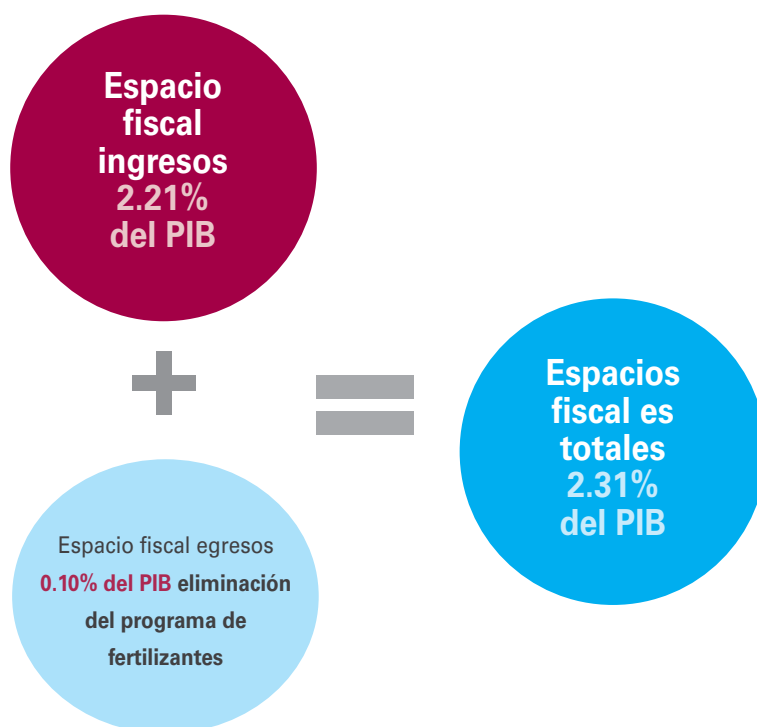 Espacio
fiscal
ingresos
2.21%
del PIB
+
Espacio fiscal egresos
0.10% del PIB eliminación
del programa de
fertilizantes
=
Espacios
fiscal es
totales
2.31%
del PIB